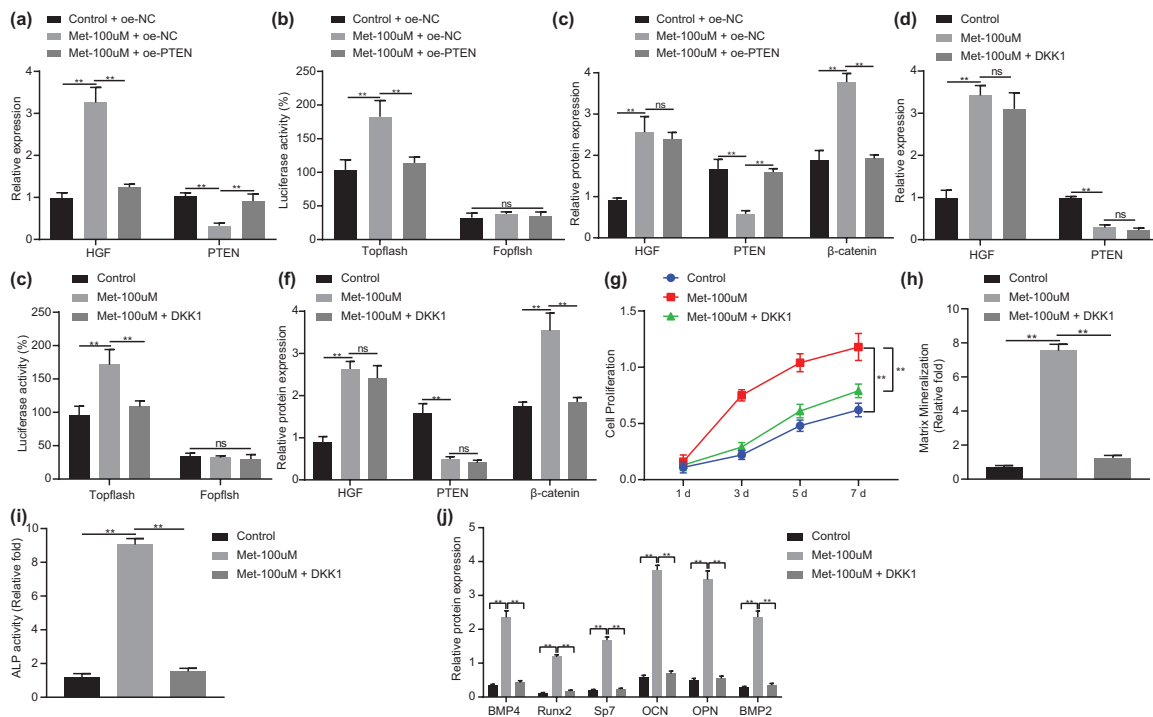 (a)
Control + oe-NC
Met-100uM + oe-NC
Met-100uM + oe-PTEN
Relative expression
4
3
2
1
0
** **
** **
HGF PTEN
(b)
Control + oe-NC
Met-100uM + oe-NC
Met-100uM + oe-PTEN
Luciferase activity (%)
250
200
150
100
50
0
** **
ns
Topflash Fopflsh
(c)
Control + oe-NC
Met-100uM + oe-NC
Met-100uM + oe-PTEN
Relative protein expression
4
3
2
1
0
** ns
** **
** **
HGF PTEN β-catenin
(d)
Control
Met-100uM
Met-100uM + DKK1
Relative expression
4
3
2
1
0
** ns
** ns
HGF PTEN
(c)
Control
Met-100uM
Met-100uM + DKK1
Luciferase activity (%)
250
200
150
100
50
0
** **
ns
Topflash Fopflsh
(f)
Control
Met-100uM
Met-100uM + DKK1
Relative protein expression
4
3
2
1
0
** ns
** ns
** **
HGF PTEN β-catenin
(g)
Control
Met-100uM
Met-100uM + DKK1
Cell Proliferation
1.5
1.0
0.5
0.0
** **
1 d 3 d 5 d 7 d
(h)
Control
Met-100uM
Met-100uM + DKK1
Matrix Mineralization
(Relative fold)
10
8
6
4
2
0
** **
(i)
Control
Met-100uM
Met-100uM + DKK1
ALP activity (Relative fold)
10
8
6
4
2
0
** **
(j)
Control
Met-100uM
Met-100uM + DKK1
Relative protein expression
5
4
3
2
1
0
** ** ** ** ** ** ** ** ** ** ** **
BMP4 Runx2 Sp7 OCN OPN BMP2